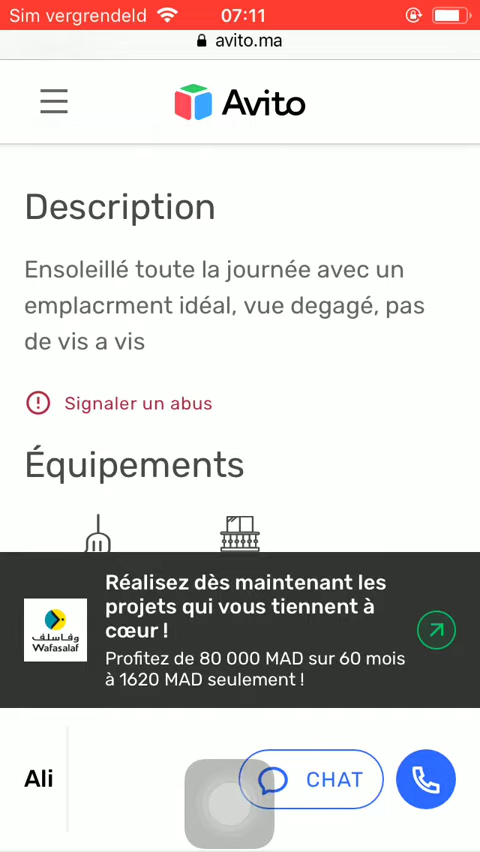 Sim vergrendeld 07:11
avito.ma
Avito
Description
Ensoleillé toute la journée avec un
emplacrment idéal, vue degagé, pas
de vis a vis
Signaler un abus
Équipements
Réalisez dès maintenant les
projets qui vous tiennent à
cœur !
Profitez de 80 000 MAD sur 60 mois
à 1620 MAD seulement !
وفاسلف
Wafasalaf
Ali
CHAT